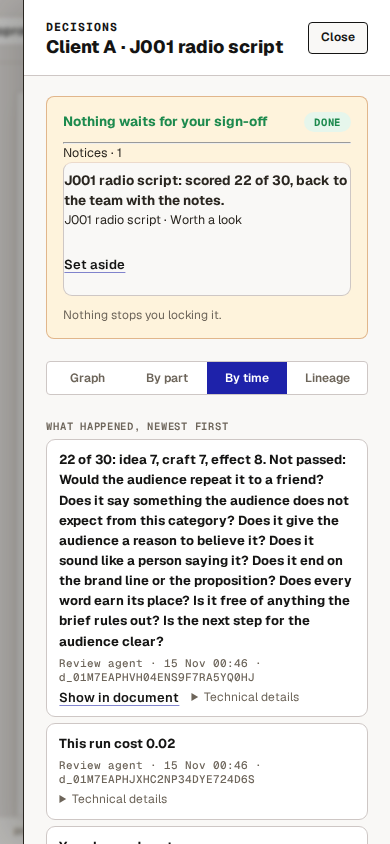 DECISIONS
Client A · J001 radio script
Close
Nothing waits for your sign-off
DONE
Notices · 1
J001 radio script: scored 22 of 30, back to
the team with the notes.
J001 radio script · Worth a look
Set aside
Nothing stops you locking it.
Graph
By part
By time
Lineage
WHAT HAPPENED, NEWEST FIRST
22 of 30: idea 7, craft 7, effect 8. Not passed:
Would the audience repeat it to a friend?
Does it say something the audience does not
expect from this category? Does it give the
audience a reason to believe it? Does it
sound like a person saying it? Does it end on
the brand line or the proposition? Does every
word earn its place? Is it free of anything the
brief rules out? Is the next step for the
audience clear?
Review agent · 15 Nov 00:46 ·
d_01M7EAPHVH04ENS9F7RA5YQ0HJ
Show in document ▶ Technical details
This run cost 0.02
Review agent · 15 Nov 00:46 ·
d_01M7EAPHJXHC2NP34DYE724D6S
▶ Technical details